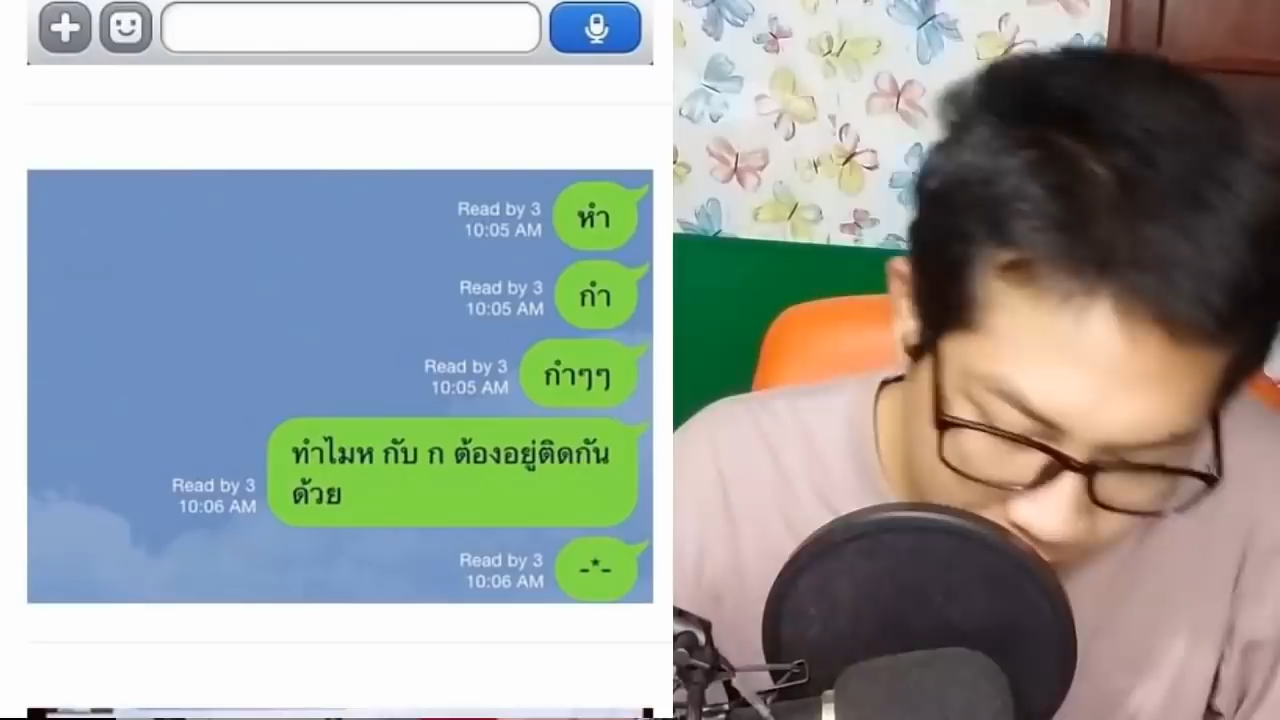 Read by 3
10:05 AM
หำ
Read by 3
10:05 AM
กำ
Read by 3
10:05 AM
กำๆๆ
ทำไมห กับ ก ต้องอยู่ติดกัน
ด้วย
Read by 3
10:06 AM
Read by 3
10:06 AM
-*-